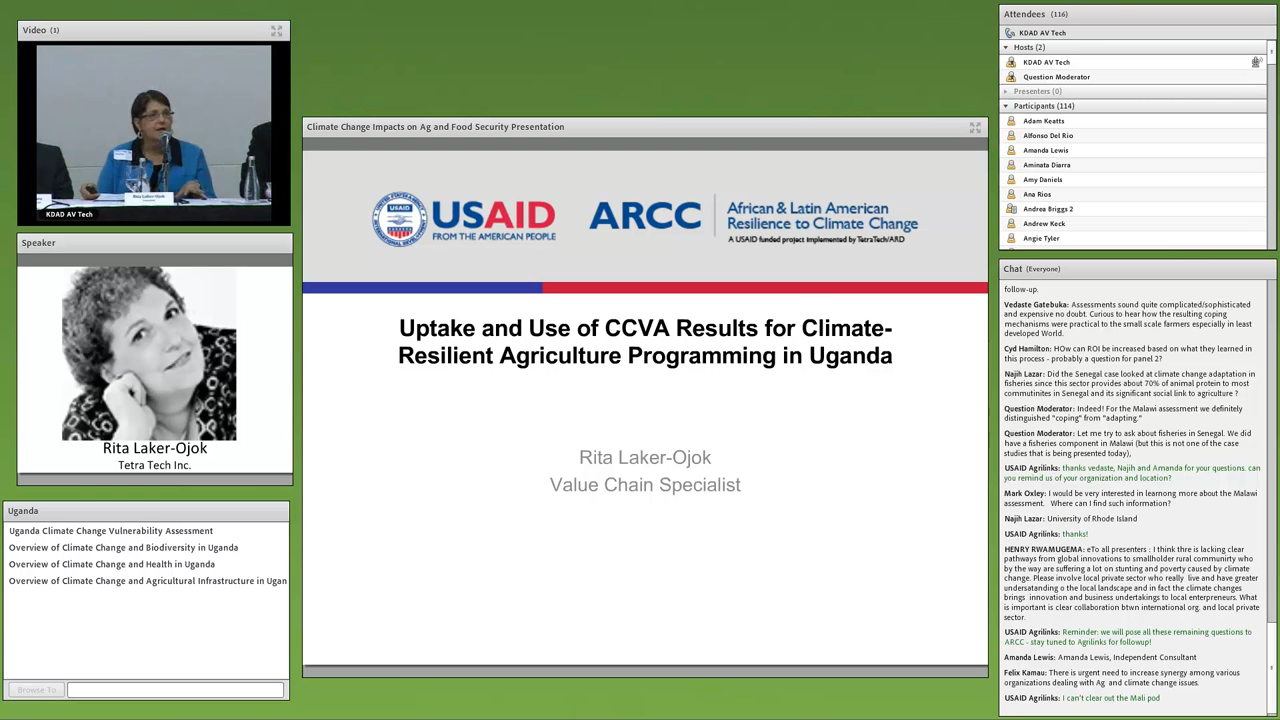 Video (1)
KDAD AV Tech
Rita Laker-Ojok
Speaker
Rita Laker-Ojok
Tetra Tech Inc.
Uganda
Uganda Climate Change Vulnerability Assessment
Overview of Climate Change and Biodiversity in Uganda
Overview of Climate Change and Health in Uganda
Overview of Climate Change and Agricultural Infrastructure in Ugan
Browse To
Climate Change Impacts on Ag and Food Security Presentation
USAID
USAID
FROM THE AMERICAN PEOPLE
ARCC
African & Latin American
Resilience to Climate Change
A USAID funded project implemented by TetraTech/ARD
Uptake and Use of CCVA Results for Climate-
Resilient Agriculture Programming in Uganda
Rita Laker-Ojok
Value Chain Specialist
Attendees (116)
KDAD AV Tech
Hosts (2)
KDAD AV Tech
Question Moderator
Presenters (0)
Participants (114)
Adam Keatts
Alfonso Del Rio
Amanda Lewis
Aminata Diarra
Amy Daniels
Ana Rios
Andrea Briggs 2
Andrew Keck
Angie Tyler
Chat (Everyone)
follow-up.
Vedaste Gatebuka: Assessments sound quite complicated/sophisticated
and expensive no doubt. Curious to hear how the resulting coping
mechanisms were practical to the small scale farmers especially in least
developed World.
Cyd Hamilton: HOw can ROI be increased based on what they learned in
this process - probably a question for panel 2?
Najih Lazar: Did the Senegal case looked at climate change adaptation in
fisheries since this sector provides about 70% of animal protein to most
commutinites in Senegal and its significant social link to agriculture ?
Question Moderator: Indeed! For the Malawi assessment we definitely
distinguished "coping" from "adapting."
Question Moderator: Let me try to ask about fisheries in Senegal. We did
have a fisheries component in Malawi (but this is not one of the case
studies that is being presented today),
USAID Agrilinks: thanks vedaste, Najih and Amanda for your questions. can
you remind us of your organization and location?
Mark Oxley: I would be very interested in learnong more about the Malawi
assessment. Where can I find such information?
Najih Lazar: University of Rhode Island
USAID Agrilinks: thanks!
HENRY RWAMUGEMA: eTo all presenters : I think thre is lacking clear
pathways from global innovations to smallholder rural communirty who
by the way are suffering a lot on stunting and poverty caused by climate
change. Please involve local private sector who really live and have greater
undersatanding o the local landscape and in fact the climate changes
brings innovation and business undertakings to local enterpreneurs. What
is important is clear collaboration btwn international org. and local private
sector.
USAID Agrilinks: Reminder: we will pose all these remaining questions to
ARCC - stay tuned to Agrilinks for followup!
Amanda Lewis: Amanda Lewis, Independent Consultant
Felix Kamau: There is urgent need to increase synergy among various
organizations dealing with Ag and climate change issues.
USAID Agrilinks: I can't clear out the Mali pod